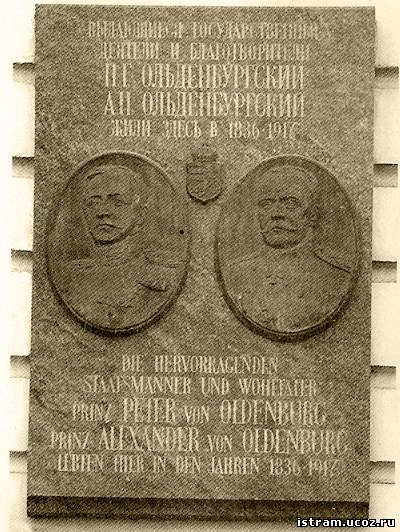 ВЫДАЮЩИЕСЯ ГОСУДАРСТВЕННЫЕ
ДЕЯТЕЛИ И БЛАГОТВОРИТЕЛИ
П.Г. ОЛЬДЕНБУРГСКИЙ
А.П. ОЛЬДЕНБУРГСКИЙ
ЖИЛИ ЗДЕСЬ В 1836-1917
DIE HERVORRAGENDEN
STAATSMÄNNER UND WOHLTÄTER
PRINZ PETER VON OLDENBURG
PRINZ ALEXANDER VON OLDENBURG
LEBTEN HIER IN DEN JAHREN 1836-1917
istram.ucoz.ru